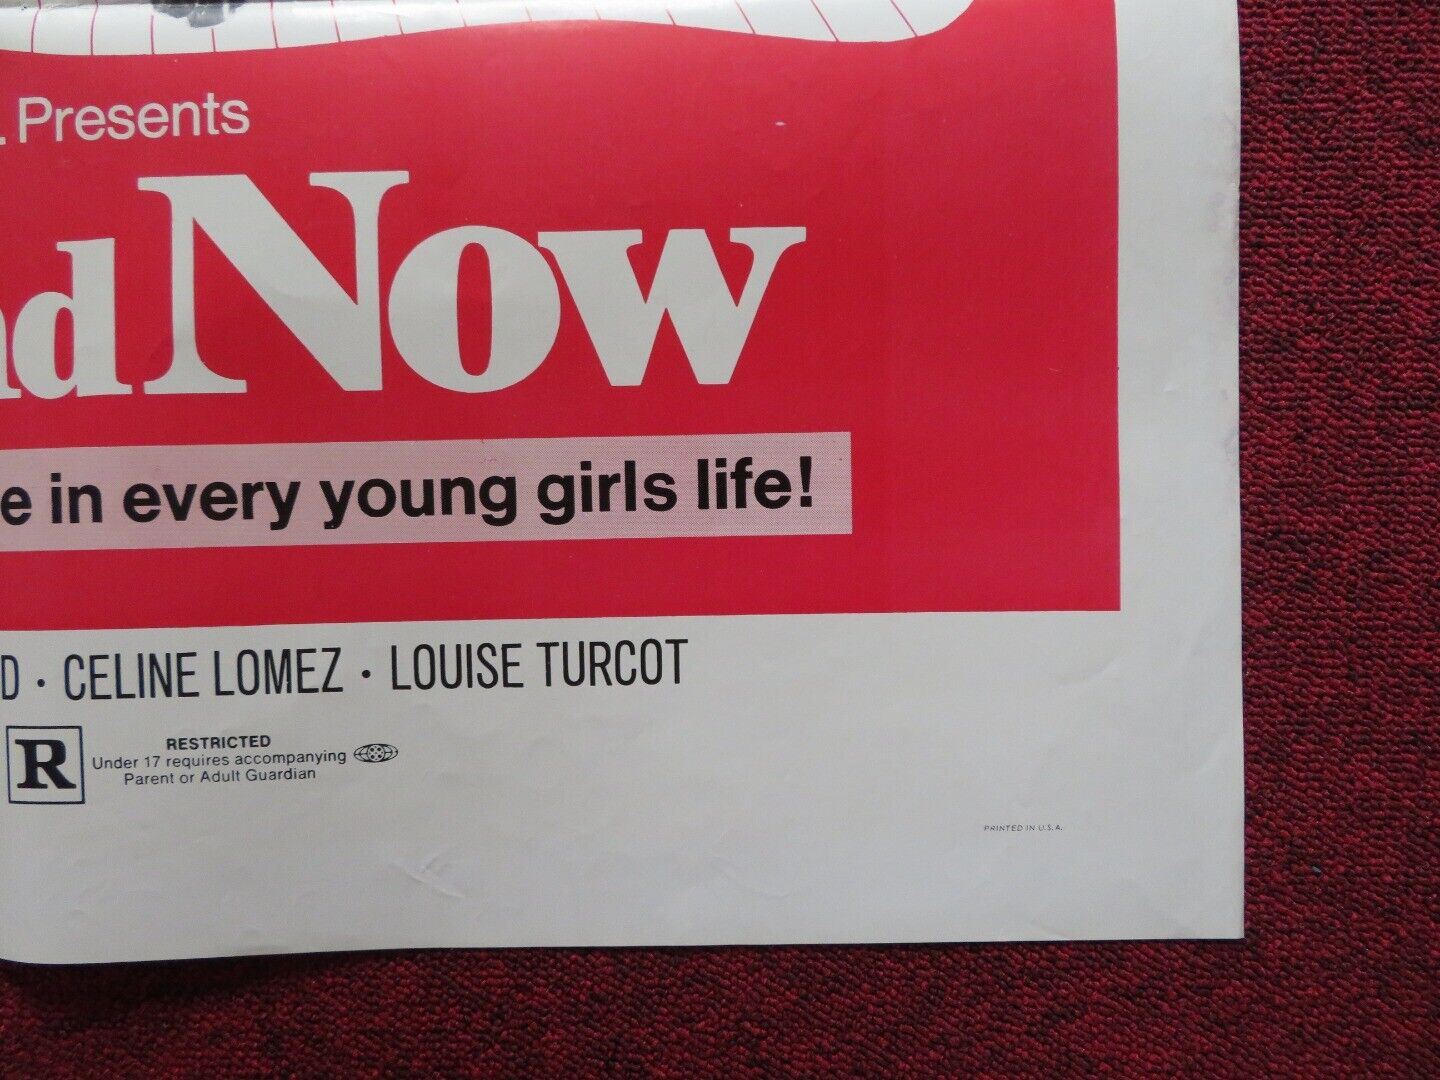 . Presents
nd Now
e in every young girls life!
D · CELINE LOMEZ · LOUISE TURCOT
R
RESTRICTED
Under 17 requires accompanying
Parent or Adult Guardian
PRINTED IN U.S.A.